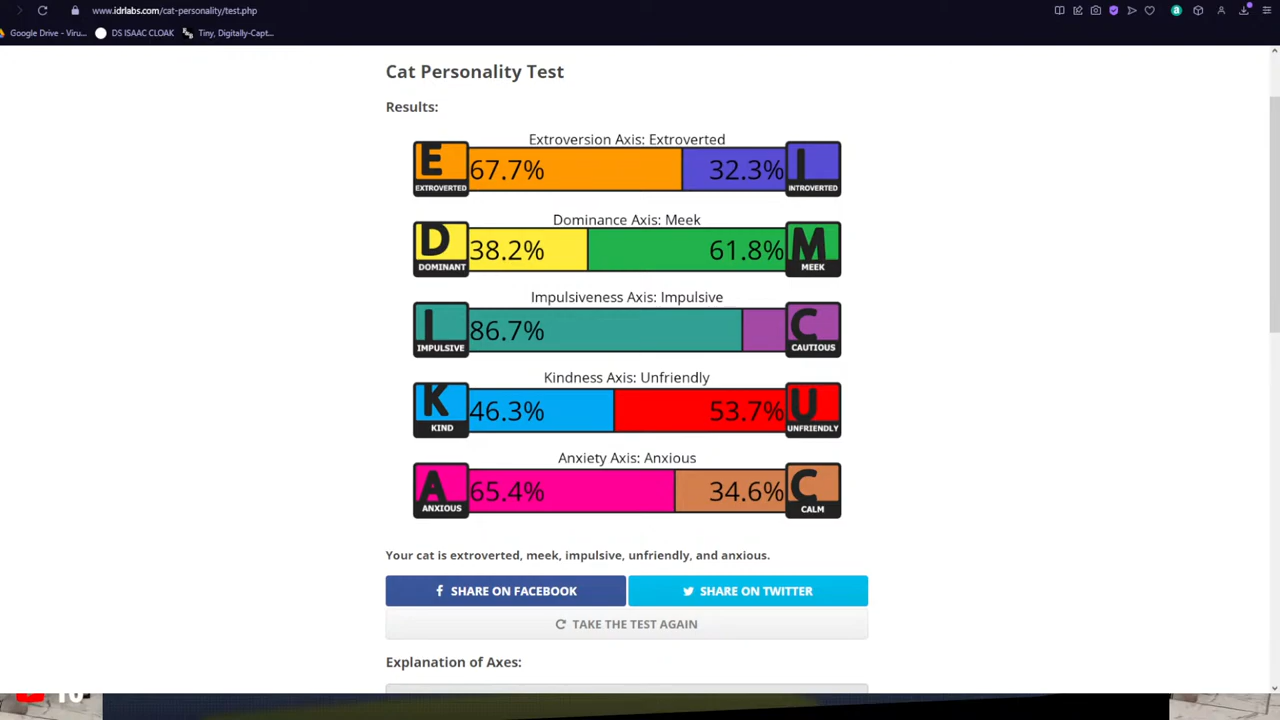 www.idrlabs.com/cat-personality/test.php
Google Drive - Viru... DS ISAAC CLOAK Tiny, Digitally-Capt...
Cat Personality Test
Results:
Extroversion Axis: Extroverted
E EXTROVERTED 67.7% 32.3% I INTROVERTED
Dominance Axis: Meek
D DOMINANT 38.2% 61.8% M MEEK
Impulsiveness Axis: Impulsive
I IMPULSIVE 86.7% C CAUTIOUS
Kindness Axis: Unfriendly
K KIND 46.3% 53.7% U UNFRIENDLY
Anxiety Axis: Anxious
A ANXIOUS 65.4% 34.6% C CALM
Your cat is extroverted, meek, impulsive, unfriendly, and anxious.
f SHARE ON FACEBOOK SHARE ON TWITTER
TAKE THE TEST AGAIN
Explanation of Axes: